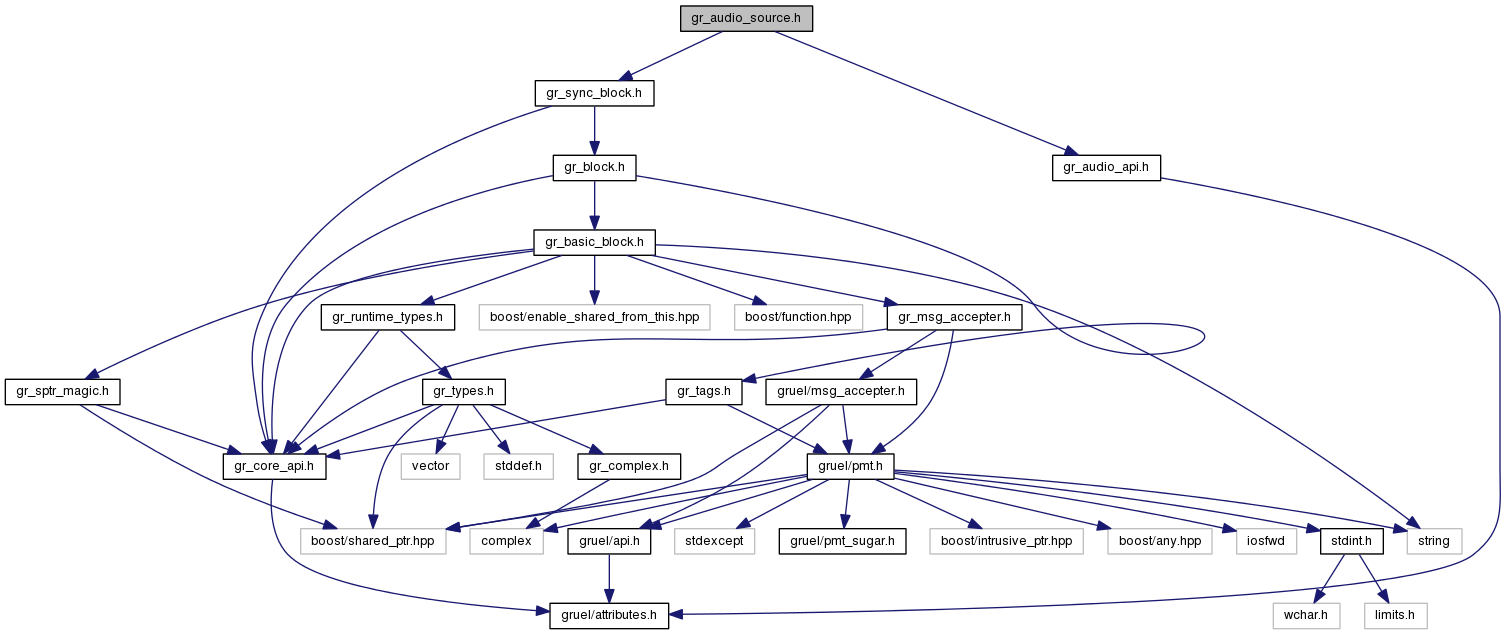 gr_audio_source.h
gr_sync_block.h
gr_block.h
gr_audio_api.h
gr_basic_block.h
gr_runtime_types.h
boost/enable_shared_from_this.hpp
boost/function.hpp
gr_msg_accepter.h
gr_sptr_magic.h
gr_types.h
gr_tags.h
gruel/msg_accepter.h
gr_core_api.h
vector
stddef.h
gr_complex.h
gruel/pmt.h
boost/shared_ptr.hpp
complex
gruel/api.h
stdexcept
gruel/pmt_sugar.h
boost/intrusive_ptr.hpp
boost/any.hpp
iosfwd
stdint.h
string
gruel/attributes.h
wchar.h
limits.h